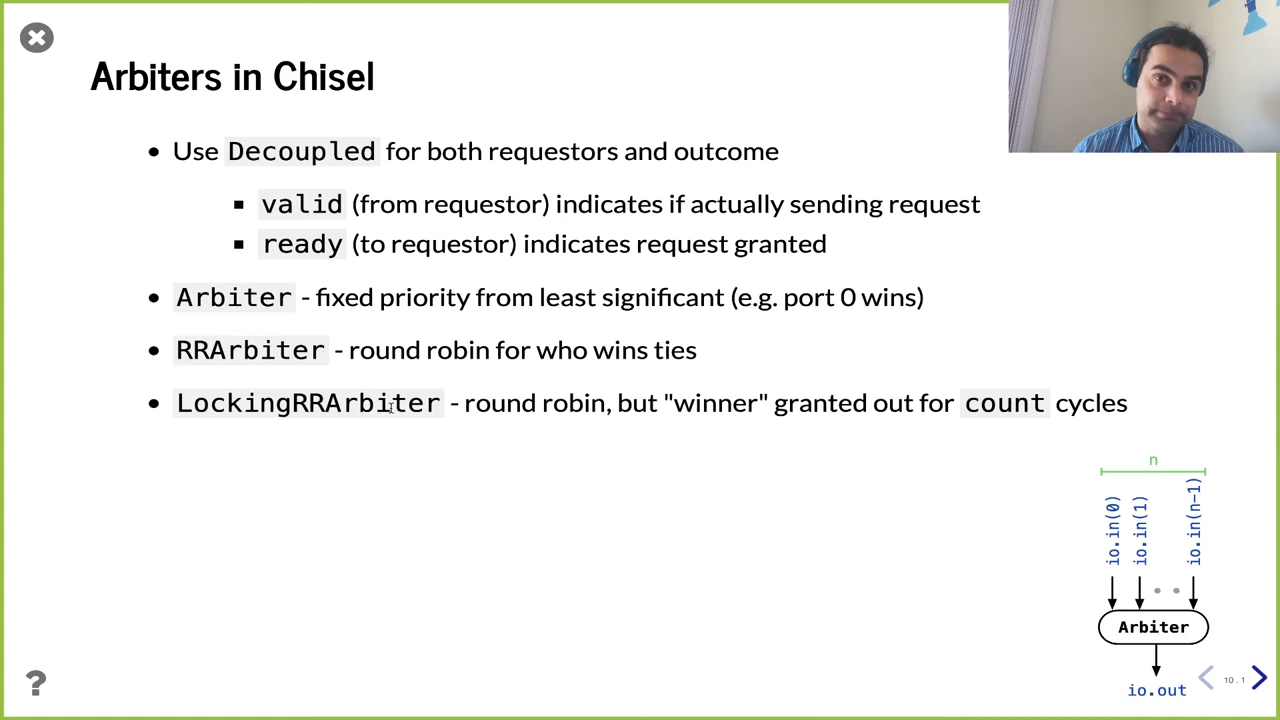 Arbiters in Chisel
Use Decoupled for both requestors and outcome
valid (from requestor) indicates if actually sending request
ready (to requestor) indicates request granted
Arbiter - fixed priority from least significant (e.g. port 0 wins)
RRArbiter - round robin for who wins ties
LockingRRArbiter - round robin, but "winner" granted out for count cycles
n
io.in(0)
io.in(1)
io.in(n-1)
Arbiter
io.out
10 . 1
?